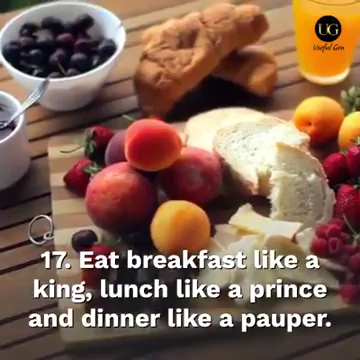 UG
Useful Gen
17. Eat breakfast like a
king, lunch like a prince
and dinner like a pauper.